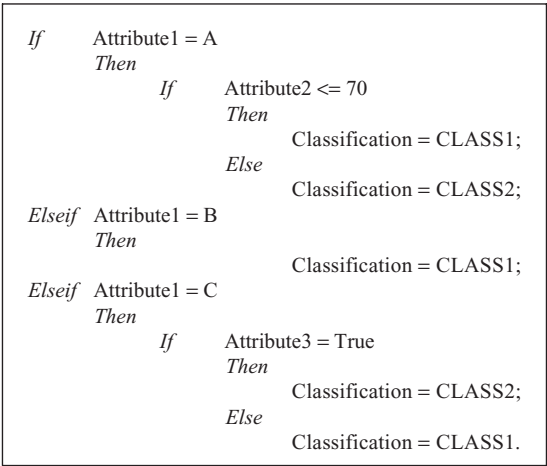 If Attribute1 = A
Then
If Attribute2 <= 70
Then
Classification = CLASS1;
Else
Classification = CLASS2;
Elseif Attribute1 = B
Then
Classification = CLASS1;
Elseif Attribute1 = C
Then
If Attribute3 = True
Then
Classification = CLASS2;
Else
Classification = CLASS1.